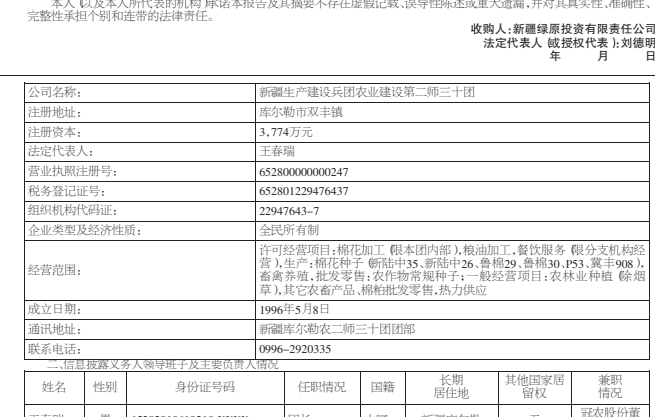 本人（以及本人所代表的机构）承诺本报告及其摘要不存在虚假记载、误导性陈述或重大遗漏，并对其真实性、准确性、
完整性承担个别和连带的法律责任。
收购人：新疆绿原投资有限责任公司
法定代表人（或授权代表）：刘德明
年 月 日
公司名称： 新疆生产建设兵团农业建设第二师三十团
注册地址： 库尔勒市双丰镇
注册资本： 3,774万元
法定代表人： 王春瑞
营业执照注册号： 652800000000247
税务登记证号： 652801229476437
组织机构代码证： 22947643-7
企业类型及经济性质： 全民所有制
经营范围：
许可经营项目：棉花加工（限本团内部），粮油加工，餐饮服务（限分支机构经
营），生产：棉花种子（新陆中35、新陆中26、鲁棉29、鲁棉30、P53、冀丰908），
畜禽养殖，批发零售：农作物常规种子；一般经营项目：农林业种植（除烟
草），其它农畜产品、棉粕批发零售，热力供应
成立日期： 1996年5月8日
通讯地址： 新疆库尔勒农二师三十团团部
联系电话： 0996-2920335
二、信息披露义务人领导班子及主要负责人情况
姓名 性别 身份证号码 任职情况 国籍 长期居住地 其他国家居留权 兼职情况
冠农股份董